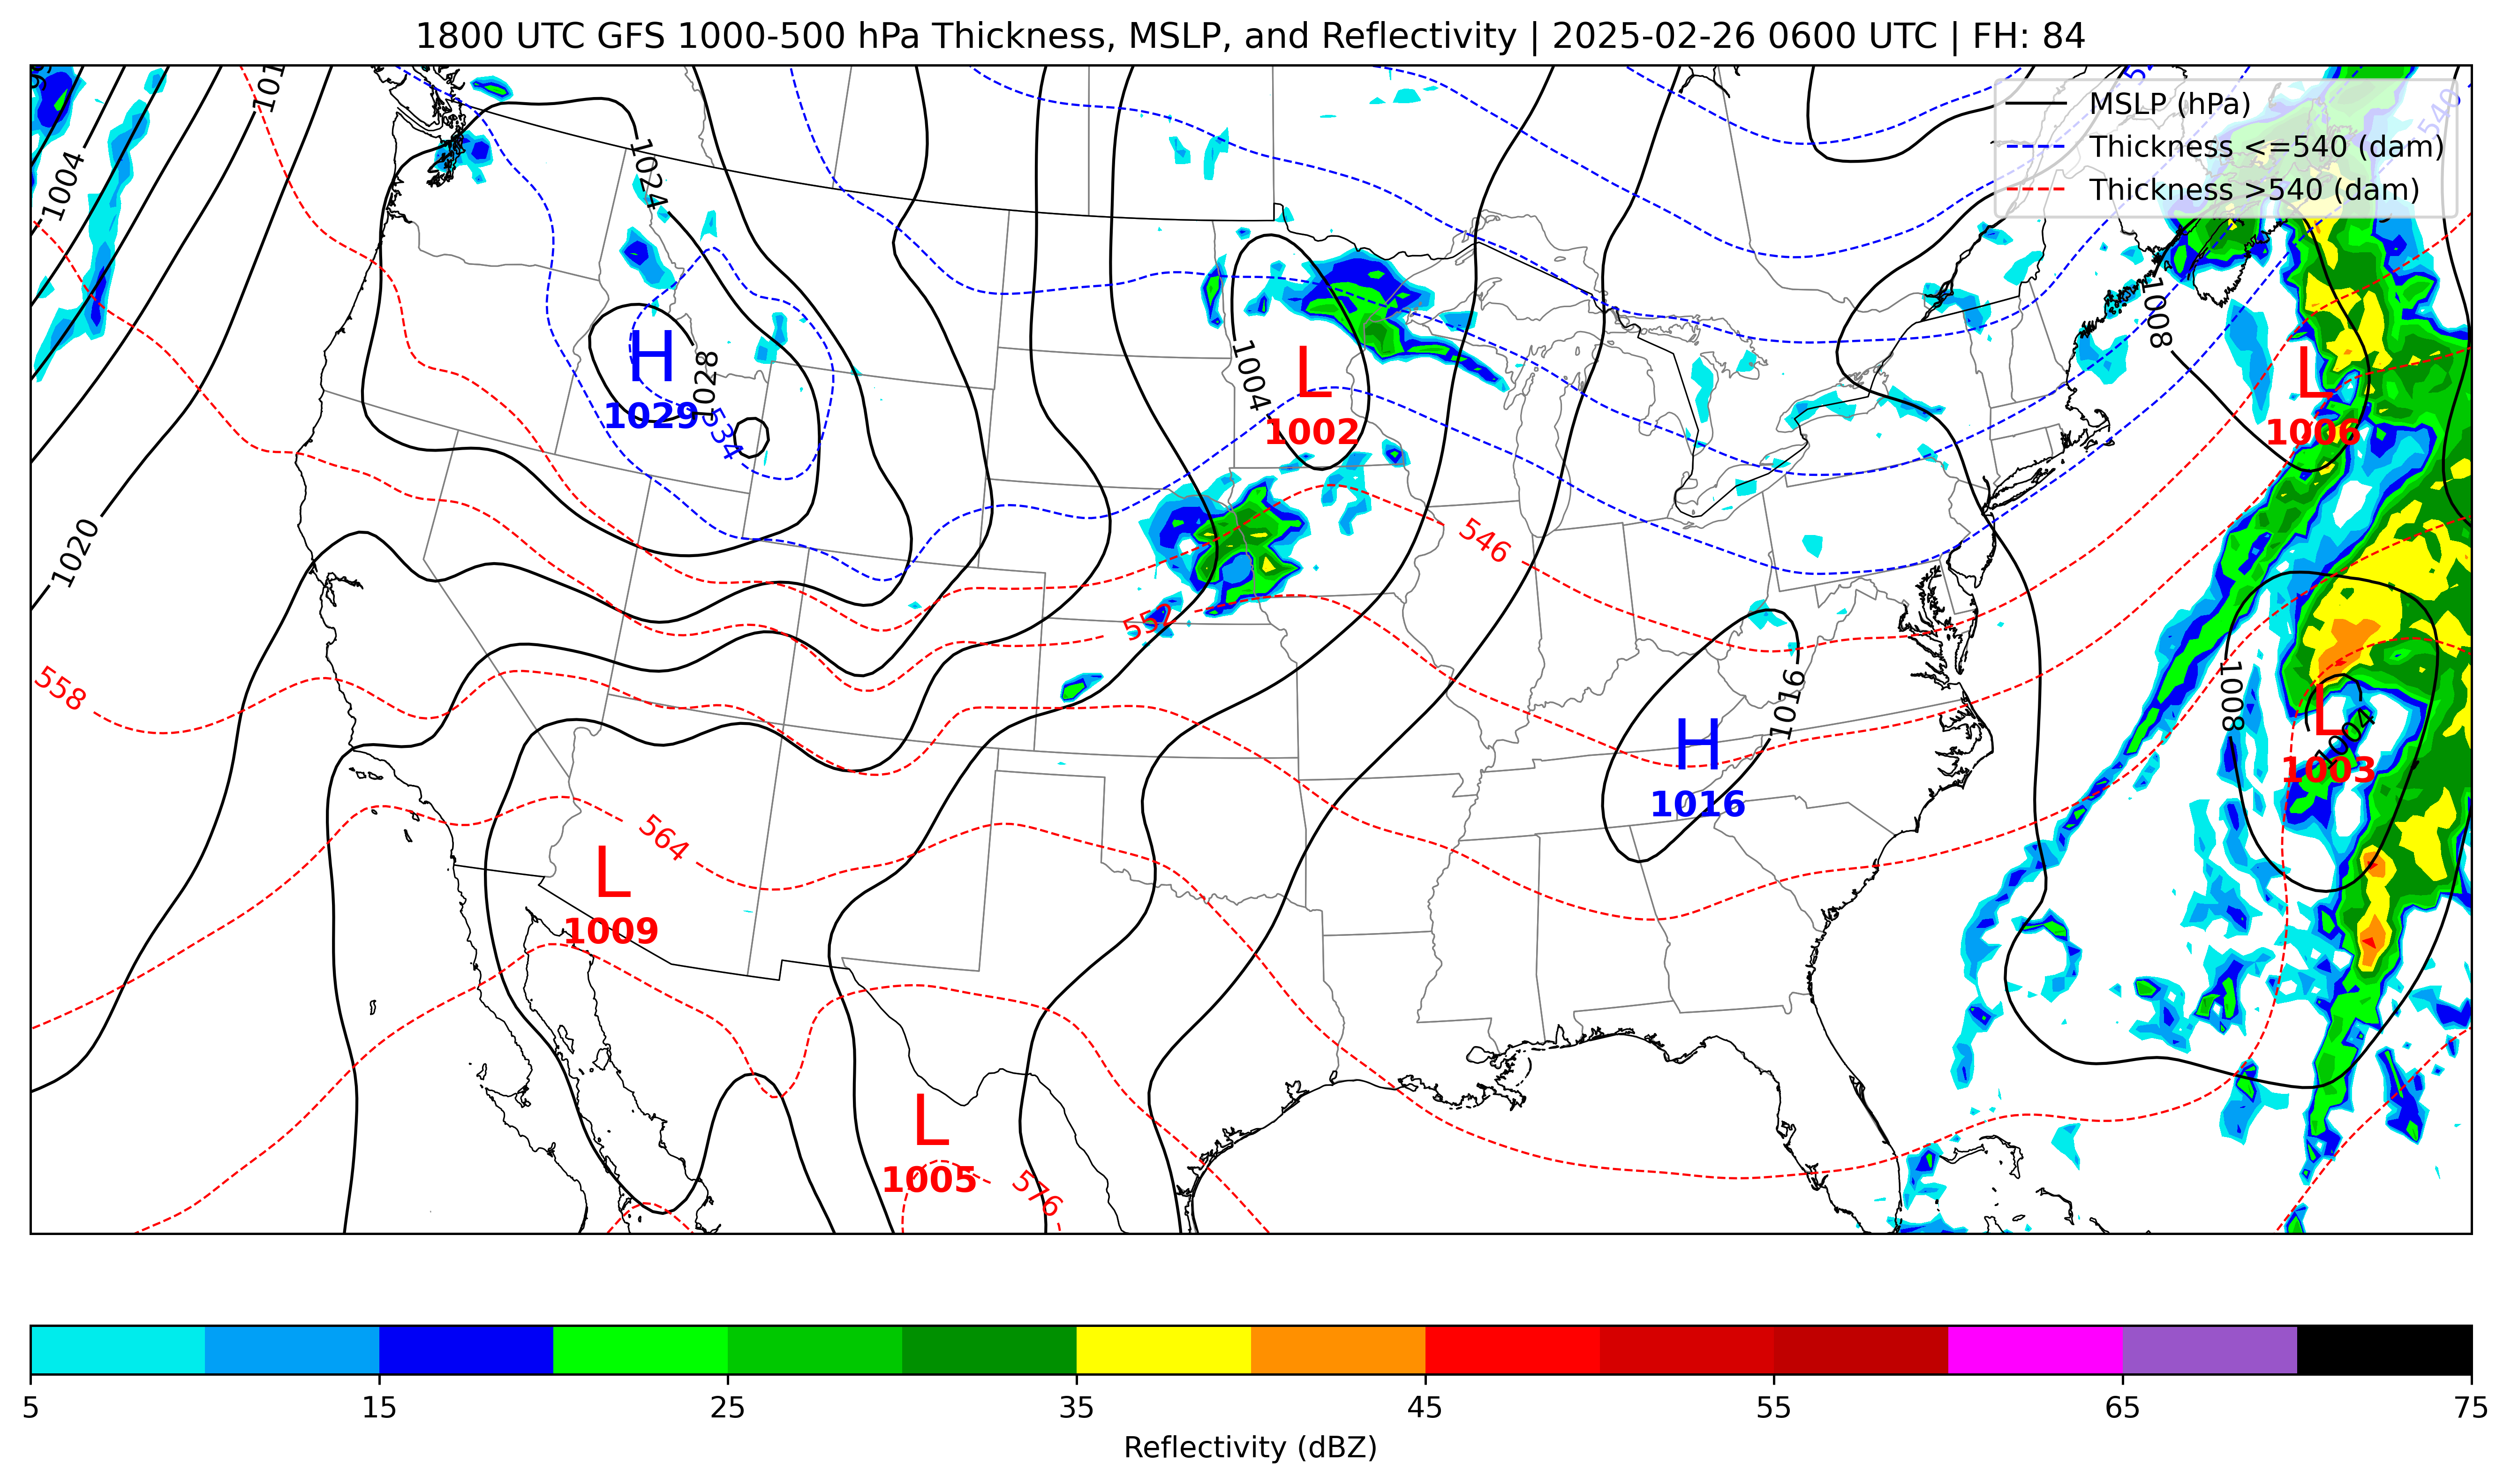 1800 UTC GFS 1000-500 hPa Thickness, MSLP, and Reflectivity | 2025-02-26 0600 UTC | FH: 84
MSLP (hPa)
Thickness <=540 (dam)
Thickness >540 (dam)
540
1004
1024
1008
H
1029
1028
534
1004
L
1002
L
1006
1020
546
552
558
1016
H
1016
1008
L
1004
1003
564
L
1009
L
1005
576
5 15 25 35 45 55 65 75
Reflectivity (dBZ)